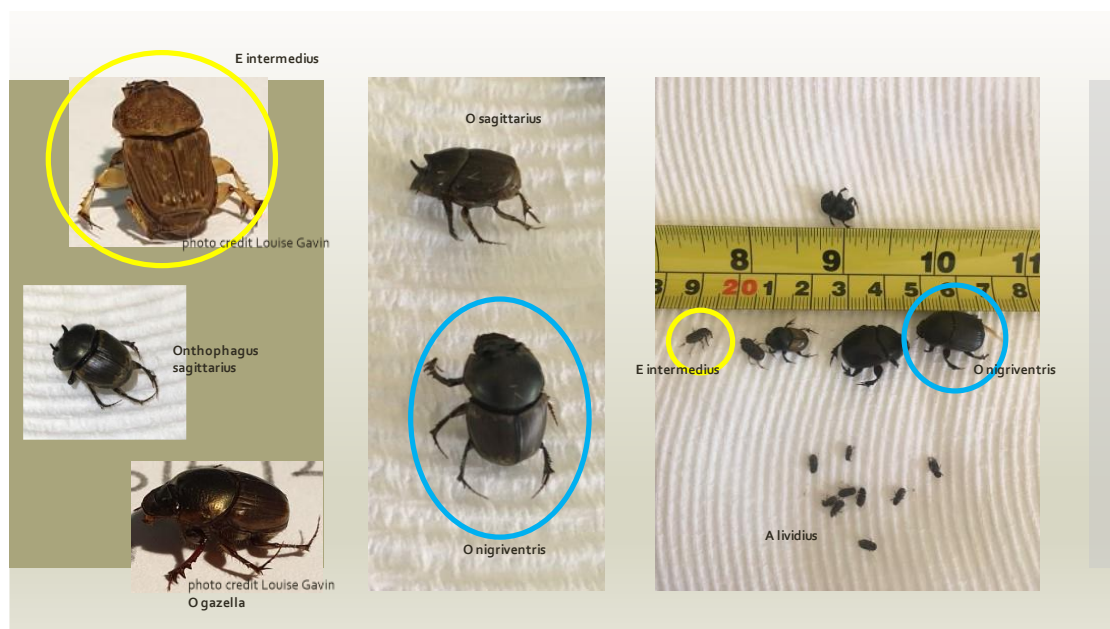 E intermedius
photo credit Louise Gavin
Onthophagus
sagittarius
photo credit Louise Gavin
O gazella
O sagittarius
O nigriventris
8 9 10 11
9 20 1 2 3 4 5 6 7 8
E intermedius
O nigriventris
A lividius